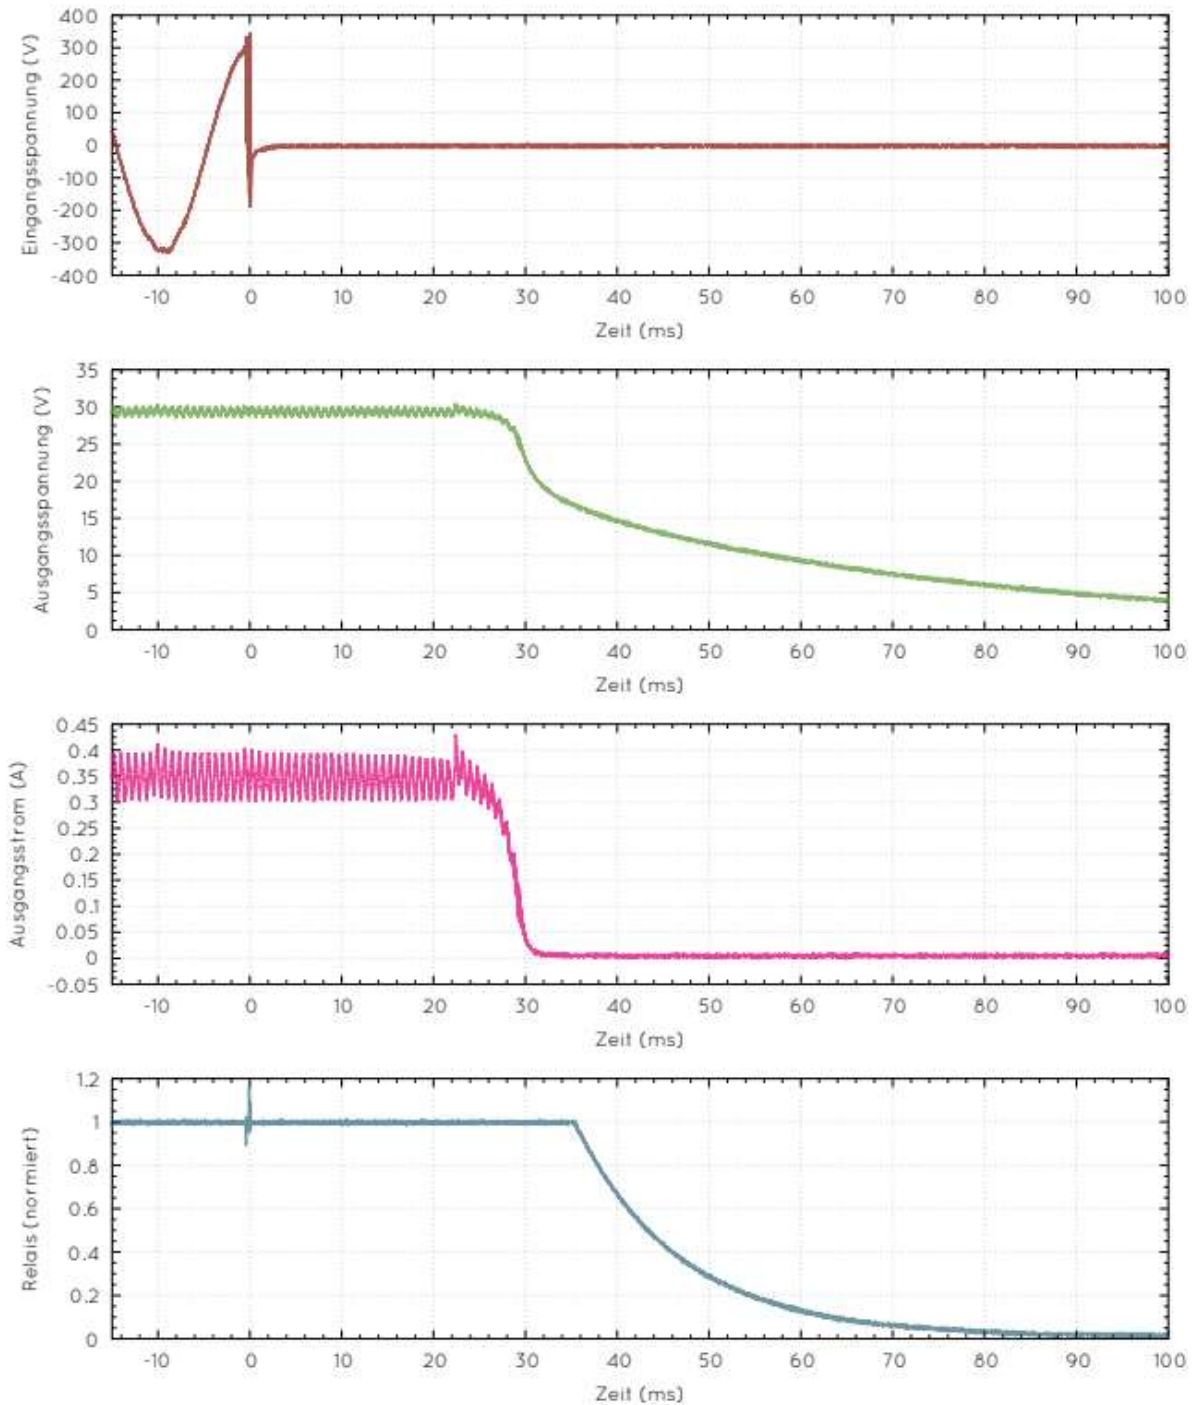 400
300
200
100
0
-100
-200
-300
-400
Eingangsspannung (V)
-10 0 10 20 30 40 50 60 70 80 90 100
Zeit (ms)
35
30
25
20
15
10
5
0
Ausgangsspannung (V)
-10 0 10 20 30 40 50 60 70 80 90 100
Zeit (ms)
0.45
0.4
0.35
0.3
0.25
0.2
0.15
0.1
0.05
0
-0.05
Ausgangsstrom (A)
-10 0 10 20 30 40 50 60 70 80 90 100
Zeit (ms)
1.2
1
0.8
0.6
0.4
0.2
0
Relais (normiert)
-10 0 10 20 30 40 50 60 70 80 90 100
Zeit (ms)